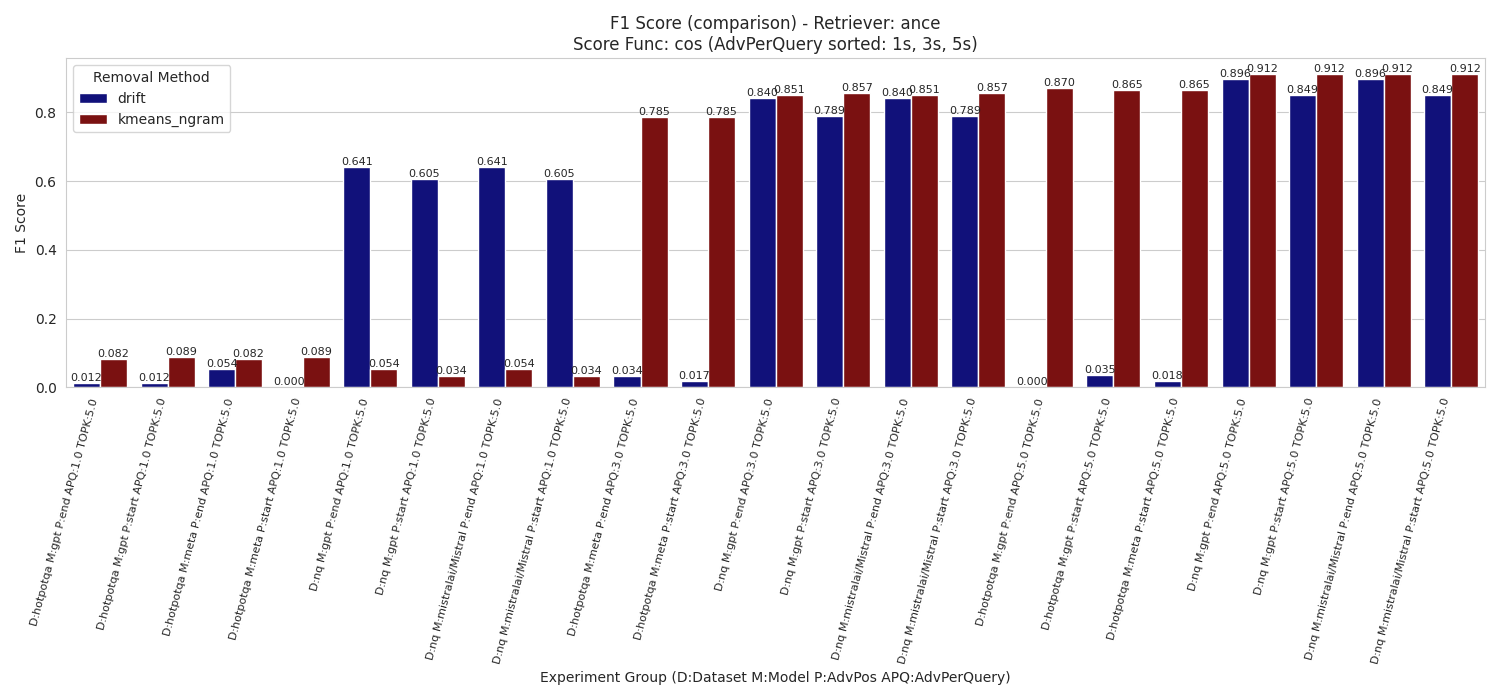 F1 Score (comparison) - Retriever: ance
Score Func: cos (AdvPerQuery sorted: 1s, 3s, 5s)
Removal Method
drift
kmeans_ngram
F1 Score
0.8
0.6
0.4
0.2
0.0
0.012
0.082
0.012
0.089
0.054
0.082
0.000
0.089
0.641
0.054
0.605
0.034
0.641
0.054
0.605
0.034
0.034
0.785
0.017
0.785
0.840
0.851
0.789
0.857
0.840
0.851
0.789
0.857
0.000
0.870
0.035
0.865
0.018
0.865
0.896
0.912
0.849
0.912
0.896
0.912
0.849
0.912
D:hotpotqa M:gpt P:end APQ:1.0 TOPK:5.0
D:hotpotqa M:gpt P:start APQ:1.0 TOPK:5.0
D:hotpotqa M:meta P:end APQ:1.0 TOPK:5.0
D:hotpotqa M:meta P:start APQ:1.0 TOPK:5.0
D:nq M:gpt P:end APQ:1.0 TOPK:5.0
D:nq M:gpt P:start APQ:1.0 TOPK:5.0
D:nq M:mistralai/Mistral P:end APQ:1.0 TOPK:5.0
D:nq M:mistralai/Mistral P:start APQ:1.0 TOPK:5.0
D:hotpotqa M:meta P:end APQ:3.0 TOPK:5.0
D:hotpotqa M:meta P:start APQ:3.0 TOPK:5.0
D:nq M:gpt P:end APQ:3.0 TOPK:5.0
D:nq M:gpt P:start APQ:3.0 TOPK:5.0
D:nq M:mistralai/Mistral P:end APQ:3.0 TOPK:5.0
D:nq M:mistralai/Mistral P:start APQ:3.0 TOPK:5.0
D:hotpotqa M:gpt P:end APQ:5.0 TOPK:5.0
D:hotpotqa M:gpt P:start APQ:5.0 TOPK:5.0
D:hotpotqa M:meta P:start APQ:5.0 TOPK:5.0
D:nq M:gpt P:end APQ:5.0 TOPK:5.0
D:nq M:gpt P:start APQ:5.0 TOPK:5.0
D:nq M:mistralai/Mistral P:end APQ:5.0 TOPK:5.0
D:nq M:mistralai/Mistral P:start APQ:5.0 TOPK:5.0
Experiment Group (D:Dataset M:Model P:AdvPos APQ:AdvPerQuery)